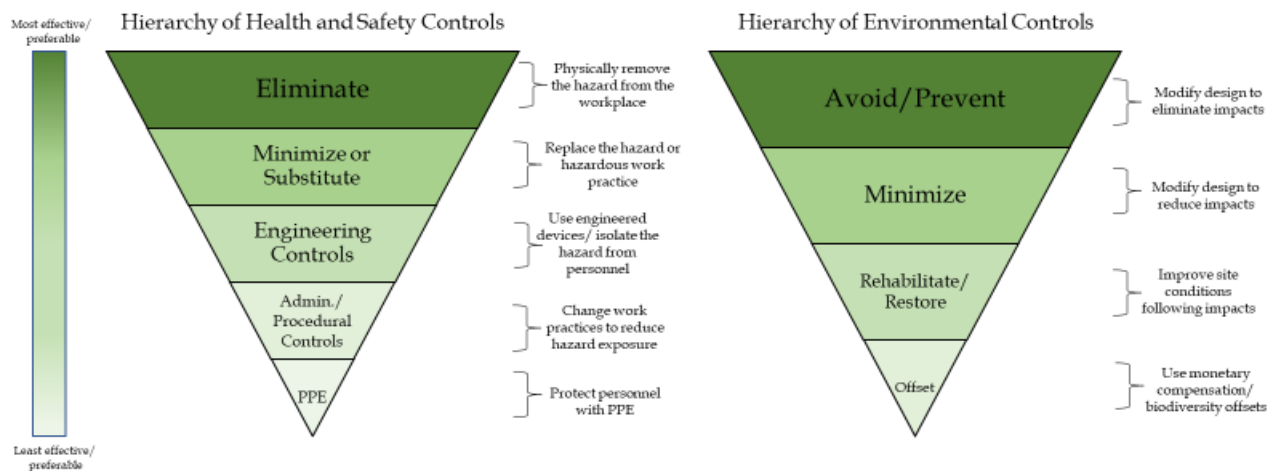 Most effective/
preferable
Hierarchy of Health and Safety Controls
Eliminate
Physically remove
the hazard from the
workplace
Minimize or
Substitute
Replace the hazard or
hazardous work
practice
Engineering
Controls
Use engineered
devices/ isolate the
hazard from
personnel
Admin./
Procedural
Controls
Change work
practices to reduce
hazard exposure
PPE
Protect personnel
with PPE
Least effective/
preferable
Hierarchy of Environmental Controls
Avoid/Prevent
Modify design to
eliminate impacts
Minimize
Modify design to
reduce impacts
Rehabilitate/
Restore
Improve site
conditions
following impacts
Offset
Use monetary
compensation/
biodiversity offsets